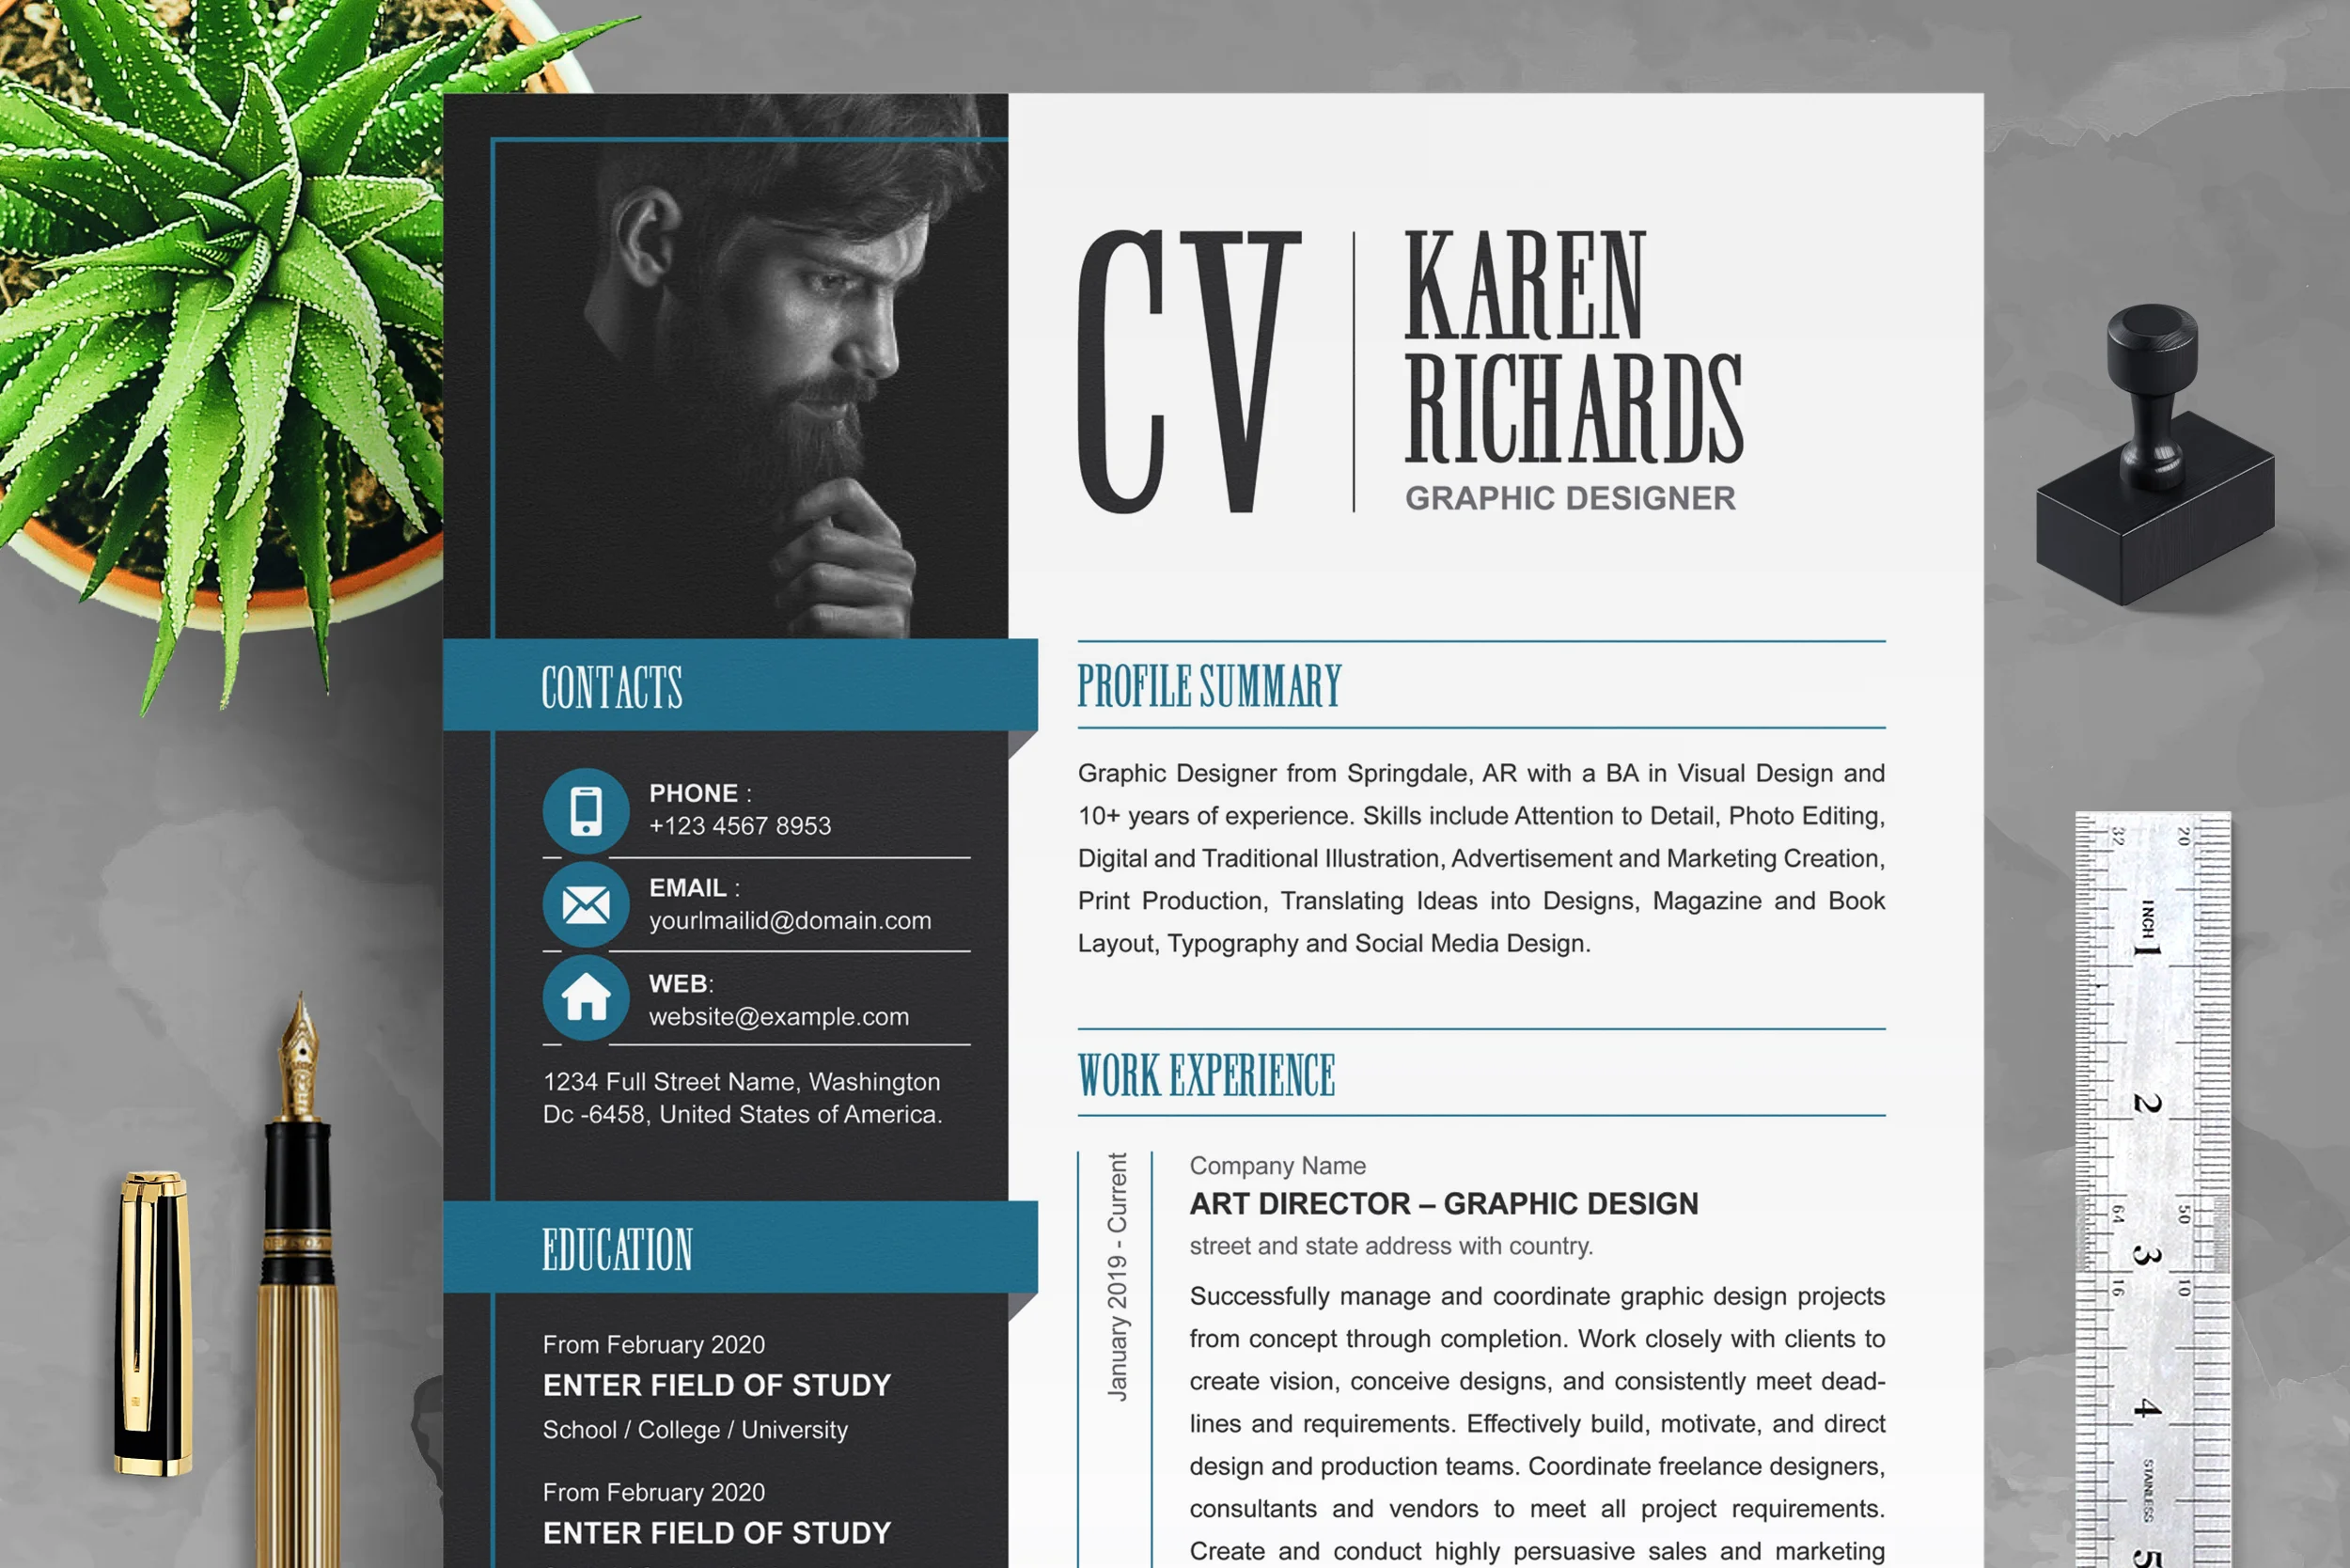 CV
KAREN
RICHARDS
GRAPHIC DESIGNER
CONTACTS
PHONE :
+123 4567 8953
EMAIL :
yourlmailid@domain.com
WEB:
website@example.com
1234 Full Street Name, Washington
Dc -6458, United States of America.
EDUCATION
From February 2020
ENTER FIELD OF STUDY
School / College / University
From February 2020
ENTER FIELD OF STUDY
PROFILE SUMMARY
Graphic Designer from Springdale, AR with a BA in Visual Design and
10+ years of experience. Skills include Attention to Detail, Photo Editing,
Digital and Traditional Illustration, Advertisement and Marketing Creation,
Print Production, Translating Ideas into Designs, Magazine and Book
Layout, Typography and Social Media Design.
WORK EXPERIENCE
January 2019 - Current
Company Name
ART DIRECTOR – GRAPHIC DESIGN
street and state address with country.
Successfully manage and coordinate graphic design projects
from concept through completion. Work closely with clients to
create vision, conceive designs, and consistently meet dead-
lines and requirements. Effectively build, motivate, and direct
design and production teams. Coordinate freelance designers,
consultants and vendors to meet all project requirements.
Create and conduct highly persuasive sales and marketing
32
20
INCH
1
2
64
50
3
16
10
4
STAINLESS
5